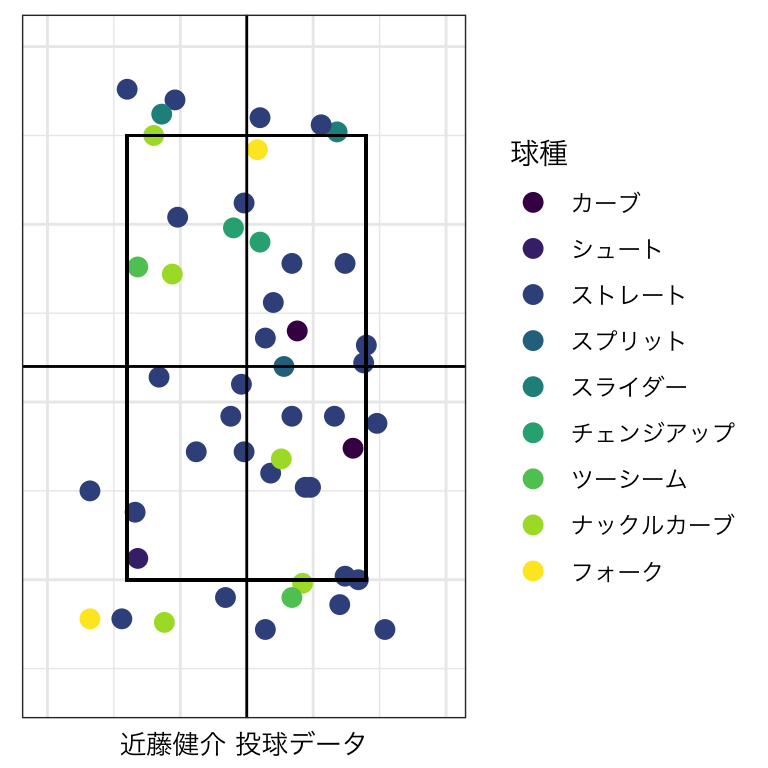 球種
カーブ
シュート
ストレート
スプリット
スライダー
チェンジアップ
ツーシーム
ナックルカーブ
フォーク
近藤健介 投球データ